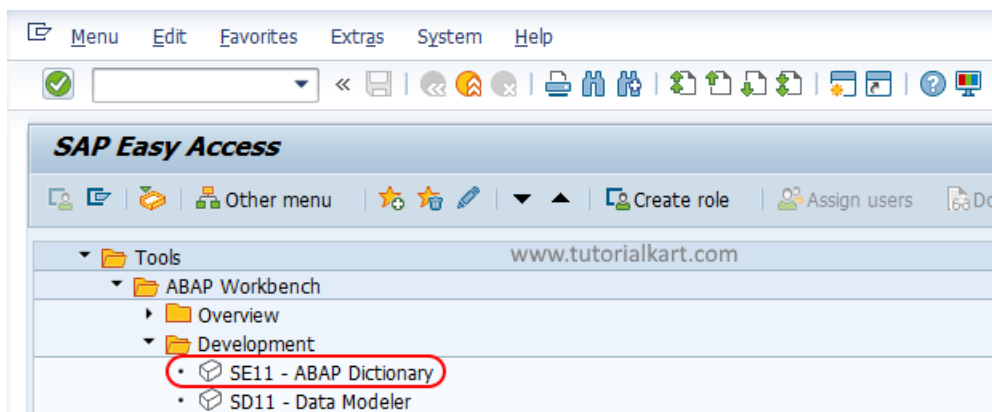 Menu Edit Favorites Extras System Help
SAP Easy Access
Other menu Create role Assign users Do
Tools www.tutorialkart.com
ABAP Workbench
Overview
Development
SE11 - ABAP Dictionary
SD11 - Data Modeler